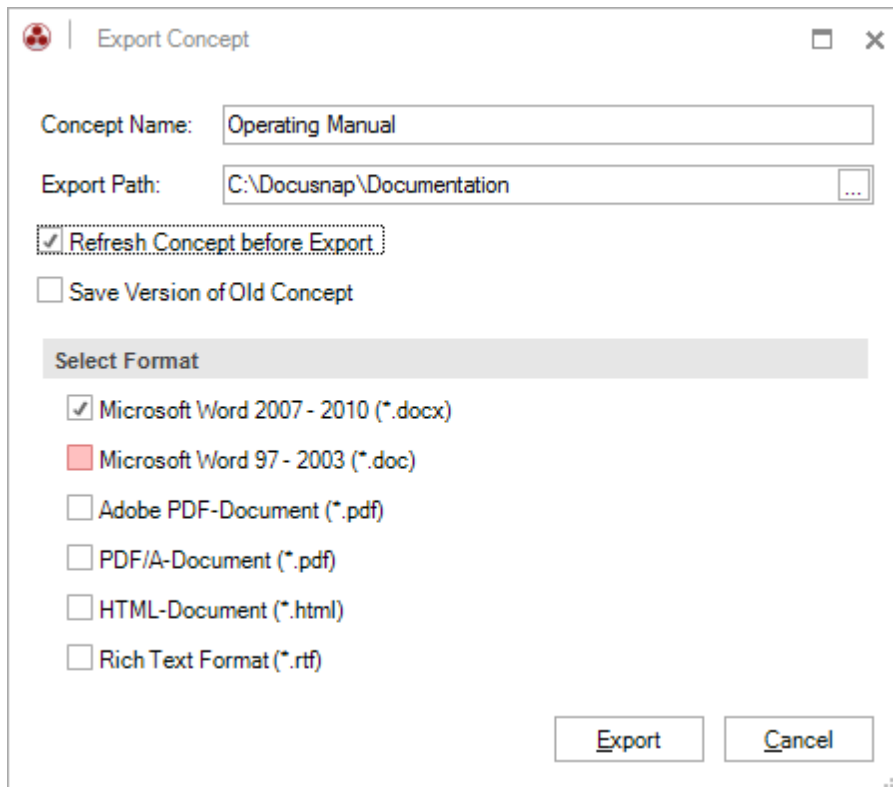 Export Concept
Concept Name: Operating Manual
Export Path: C:\Docusnap\Documentation ...
Refresh Concept before Export
Save Version of Old Concept
Select Format
Microsoft Word 2007 - 2010 (*.docx)
Microsoft Word 97 - 2003 (*.doc)
Adobe PDF-Document (*.pdf)
PDF/A-Document (*.pdf)
HTML-Document (*.html)
Rich Text Format (*.rtf)
Export Cancel